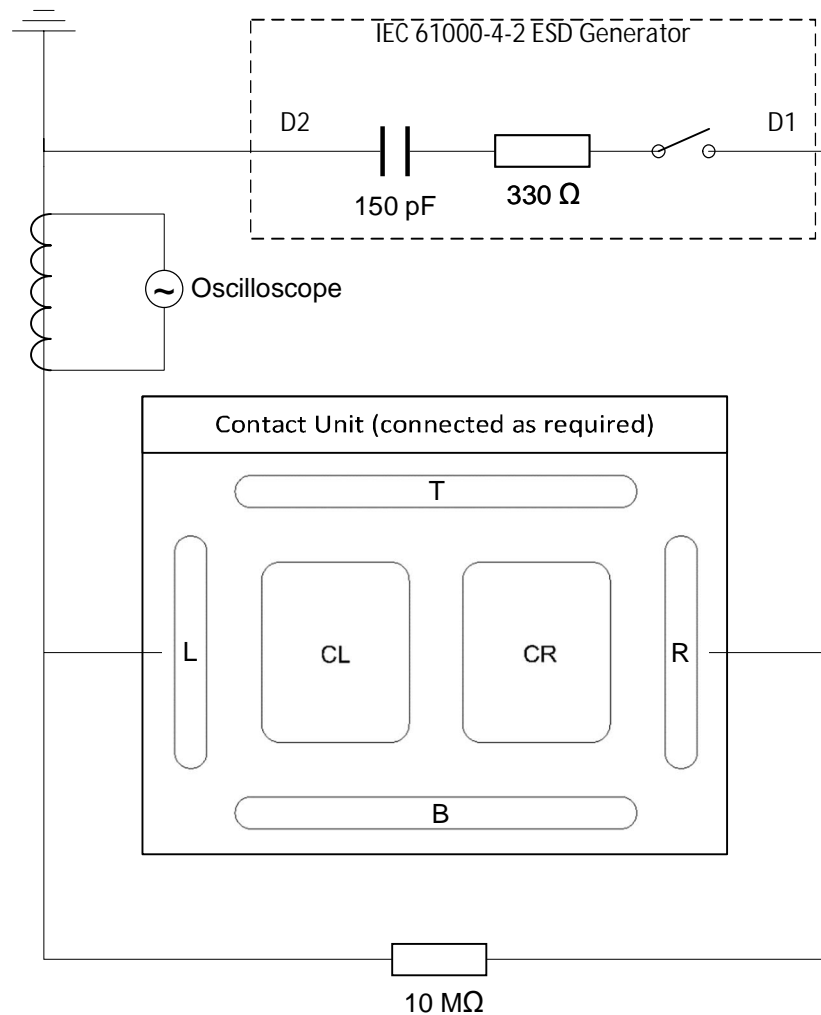 IEC 61000-4-2 ESD Generator
D2
D1
150 pF
330 Ω
~
Oscilloscope
Contact Unit (connected as required)
T
L
CL
CR
R
B
10 MΩ